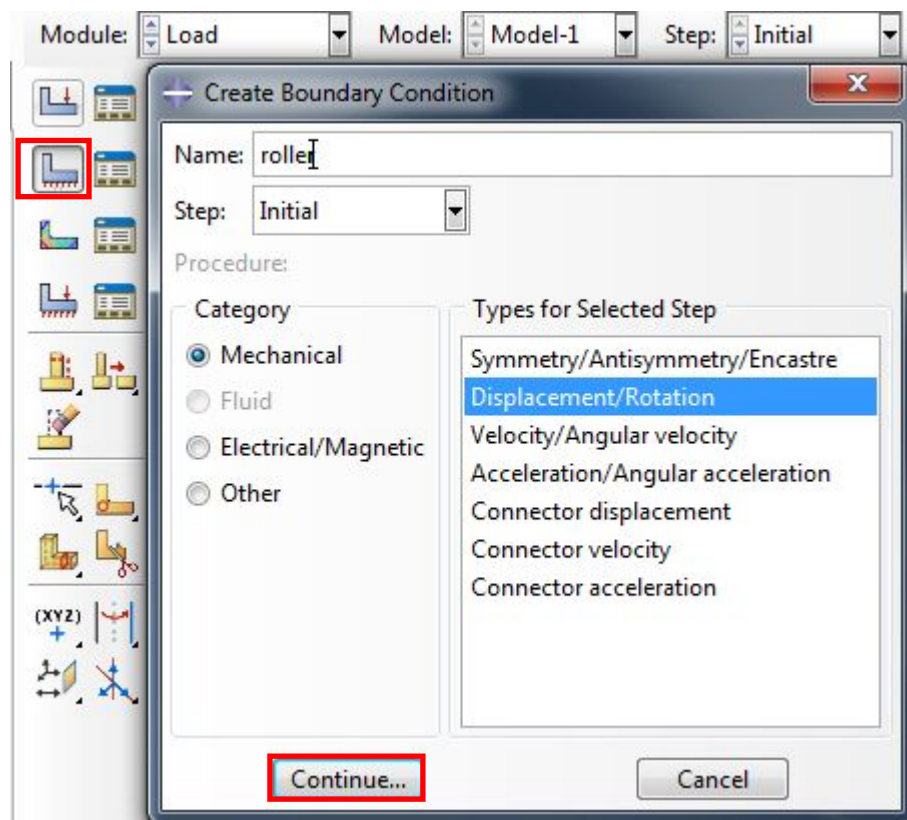 Module: Load Model: Model-1 Step: Initial
Create Boundary Condition
Name: roller
Step: Initial
Procedure:
Category Types for Selected Step
Mechanical
Fluid
Electrical/Magnetic
Other
Symmetry/Antisymmetry/Encastre
Displacement/Rotation
Velocity/Angular velocity
Acceleration/Angular acceleration
Connector displacement
Connector velocity
Connector acceleration
(XYZ)
Continue... Cancel